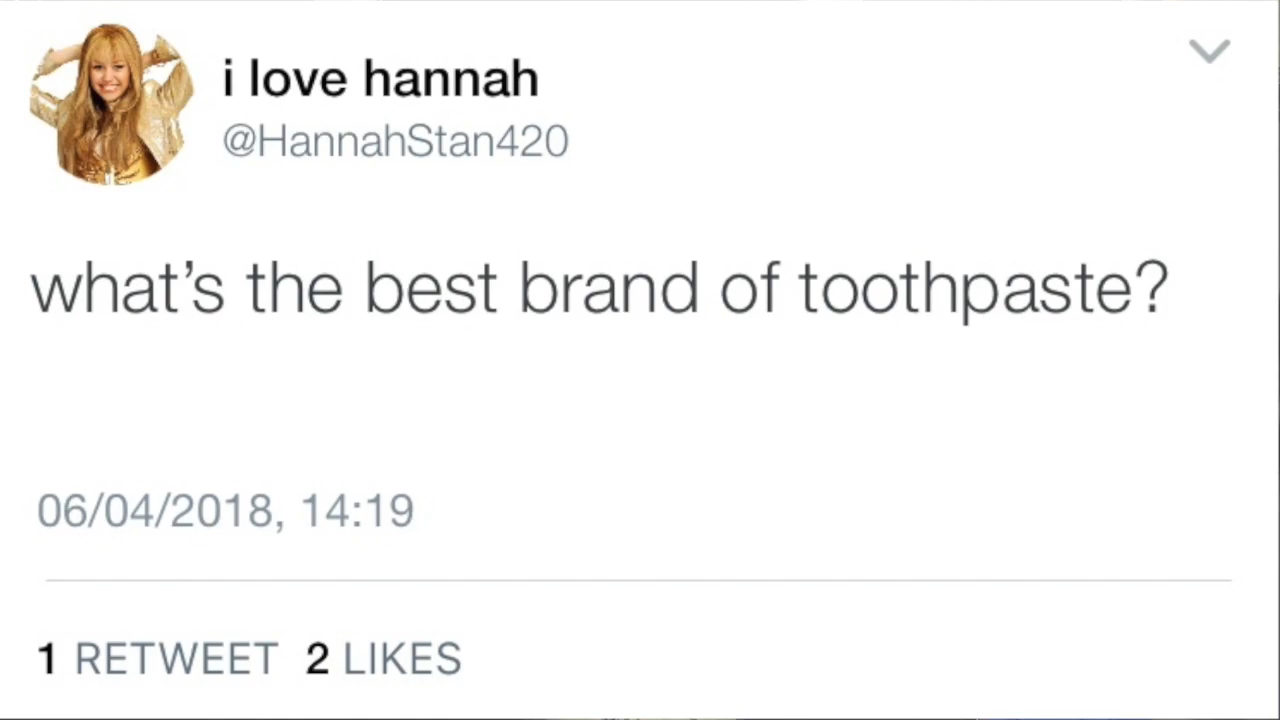 i love hannah
@HannahStan420
what’s the best brand of toothpaste?
06/04/2018, 14:19
1 RETWEET 2 LIKES